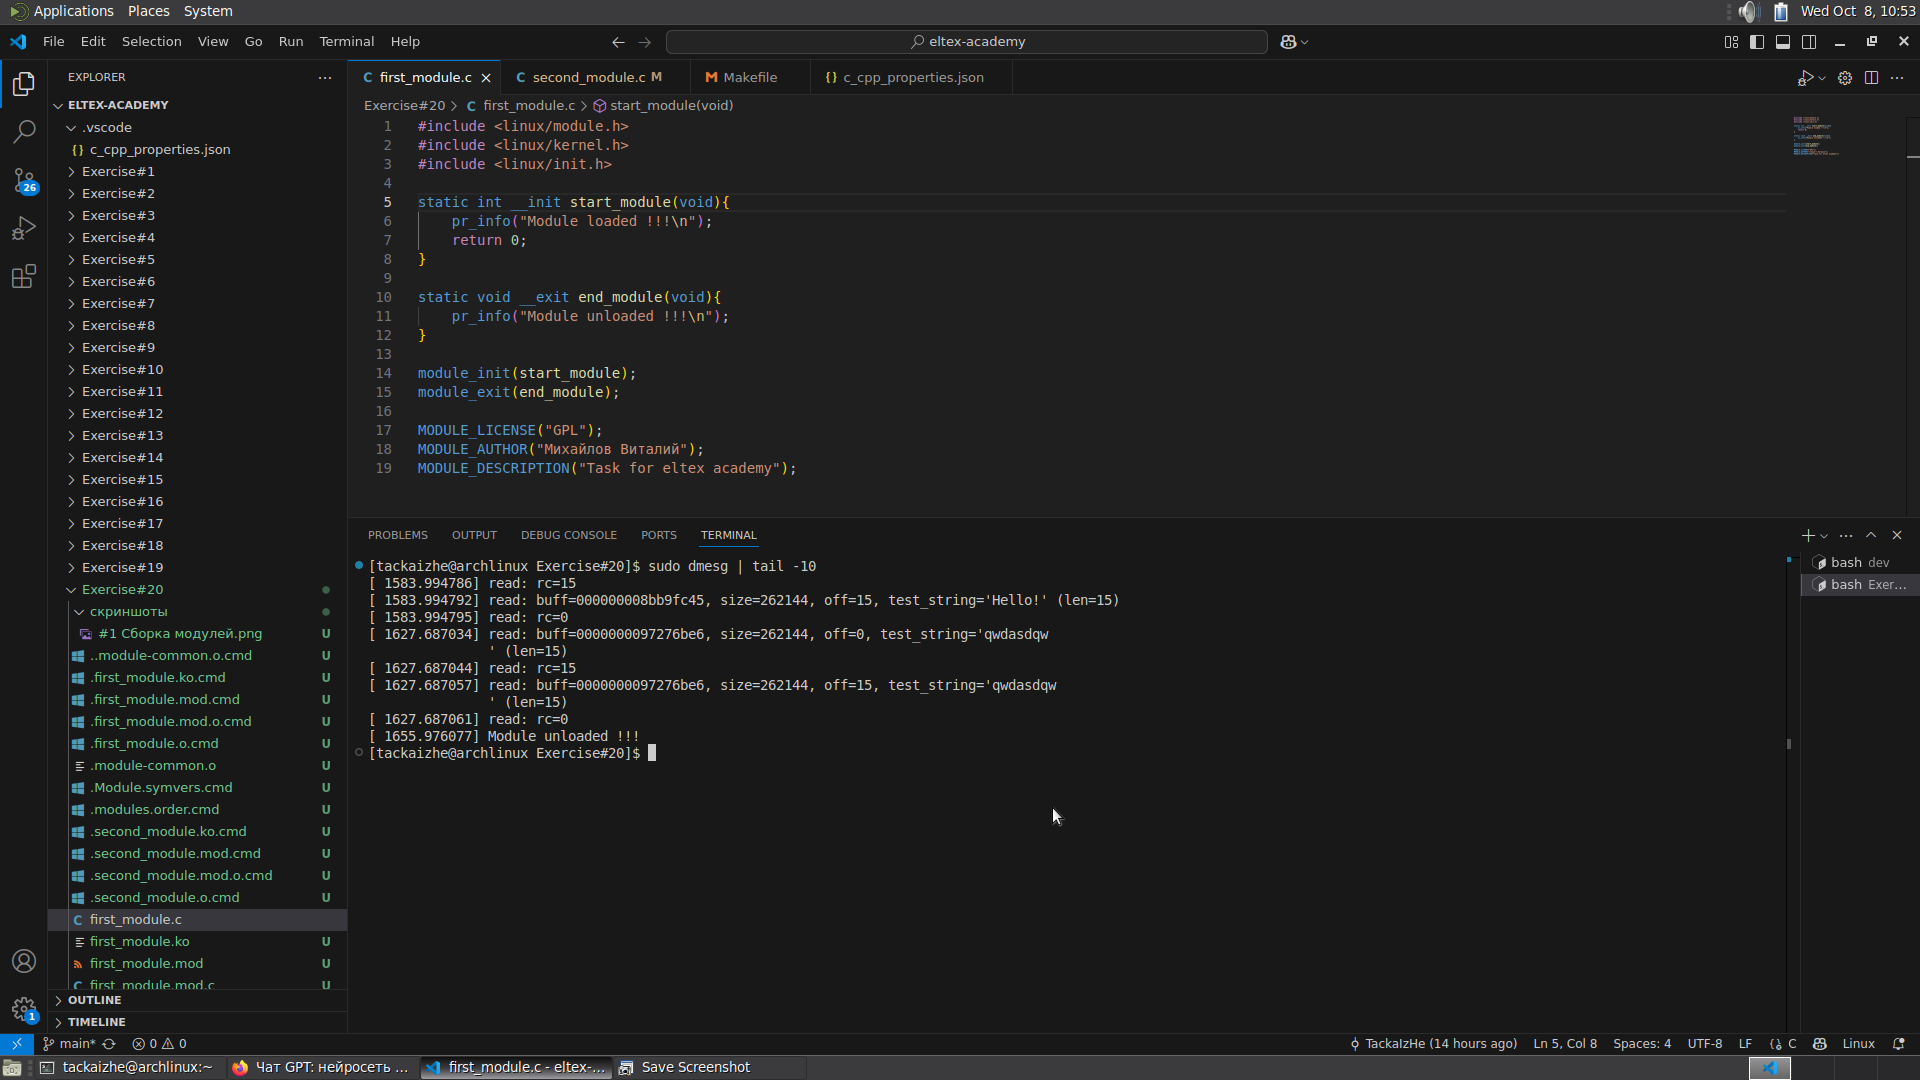 Applications Places System
Wed Oct 8, 10:53
File Edit Selection View Go Run Terminal Help
eltex-academy
EXPLORER
first_module.c
second_module.c M
Makefile
c_cpp_properties.json
ELTEX-ACADEMY
.vscode
c_cpp_properties.json
Exercise#1
Exercise#2
Exercise#3
Exercise#4
Exercise#5
Exercise#6
Exercise#7
Exercise#8
Exercise#9
Exercise#10
Exercise#11
Exercise#12
Exercise#13
Exercise#14
Exercise#15
Exercise#16
Exercise#17
Exercise#18
Exercise#19
Exercise#20
скриншоты
#1 Сборка модулей.png U
..module-common.o.cmd U
.first_module.ko.cmd U
.first_module.mod.cmd U
.first_module.mod.o.cmd U
.first_module.o.cmd U
.module-common.o U
.Module.symvers.cmd U
.modules.order.cmd U
.second_module.ko.cmd U
.second_module.mod.cmd U
.second_module.mod.o.cmd U
.second_module.o.cmd U
first_module.c
first_module.ko U
first_module.mod U
first_module.mod.c U
OUTLINE
TIMELINE
26
1
Exercise#20 > first_module.c > start_module(void)
1 #include <linux/module.h>
2 #include <linux/kernel.h>
3 #include <linux/init.h>
4
5 static int __init start_module(void){
6 pr_info("Module loaded !!!\n");
7 return 0;
8 }
9
10 static void __exit end_module(void){
11 pr_info("Module unloaded !!!\n");
12 }
13
14 module_init(start_module);
15 module_exit(end_module);
16
17 MODULE_LICENSE("GPL");
18 MODULE_AUTHOR("Михайлов Виталий");
19 MODULE_DESCRIPTION("Task for eltex academy");
PROBLEMS OUTPUT DEBUG CONSOLE PORTS TERMINAL
[tackaizhe@archlinux Exercise#20]$ sudo dmesg | tail -10
[ 1583.994786] read: rc=15
[ 1583.994792] read: buff=000000008bb9fc45, size=262144, off=15, test_string='Hello!' (len=15)
[ 1583.994795] read: rc=0
[ 1627.687034] read: buff=0000000097276be6, size=262144, off=0, test_string='qwdasdqw
' (len=15)
[ 1627.687044] read: rc=15
[ 1627.687057] read: buff=0000000097276be6, size=262144, off=15, test_string='qwdasdqw
' (len=15)
[ 1627.687061] read: rc=0
[ 1655.976077] Module unloaded !!!
[tackaizhe@archlinux Exercise#20]$
bash dev
bash Exer...
main* 0 0
TackaIzHe (14 hours ago) Ln 5, Col 8 Spaces: 4 UTF-8 LF C Linux
tackaizhe@archlinux:~
Чат GPT: нейросеть ...
first_module.c - eltex-...
Save Screenshot